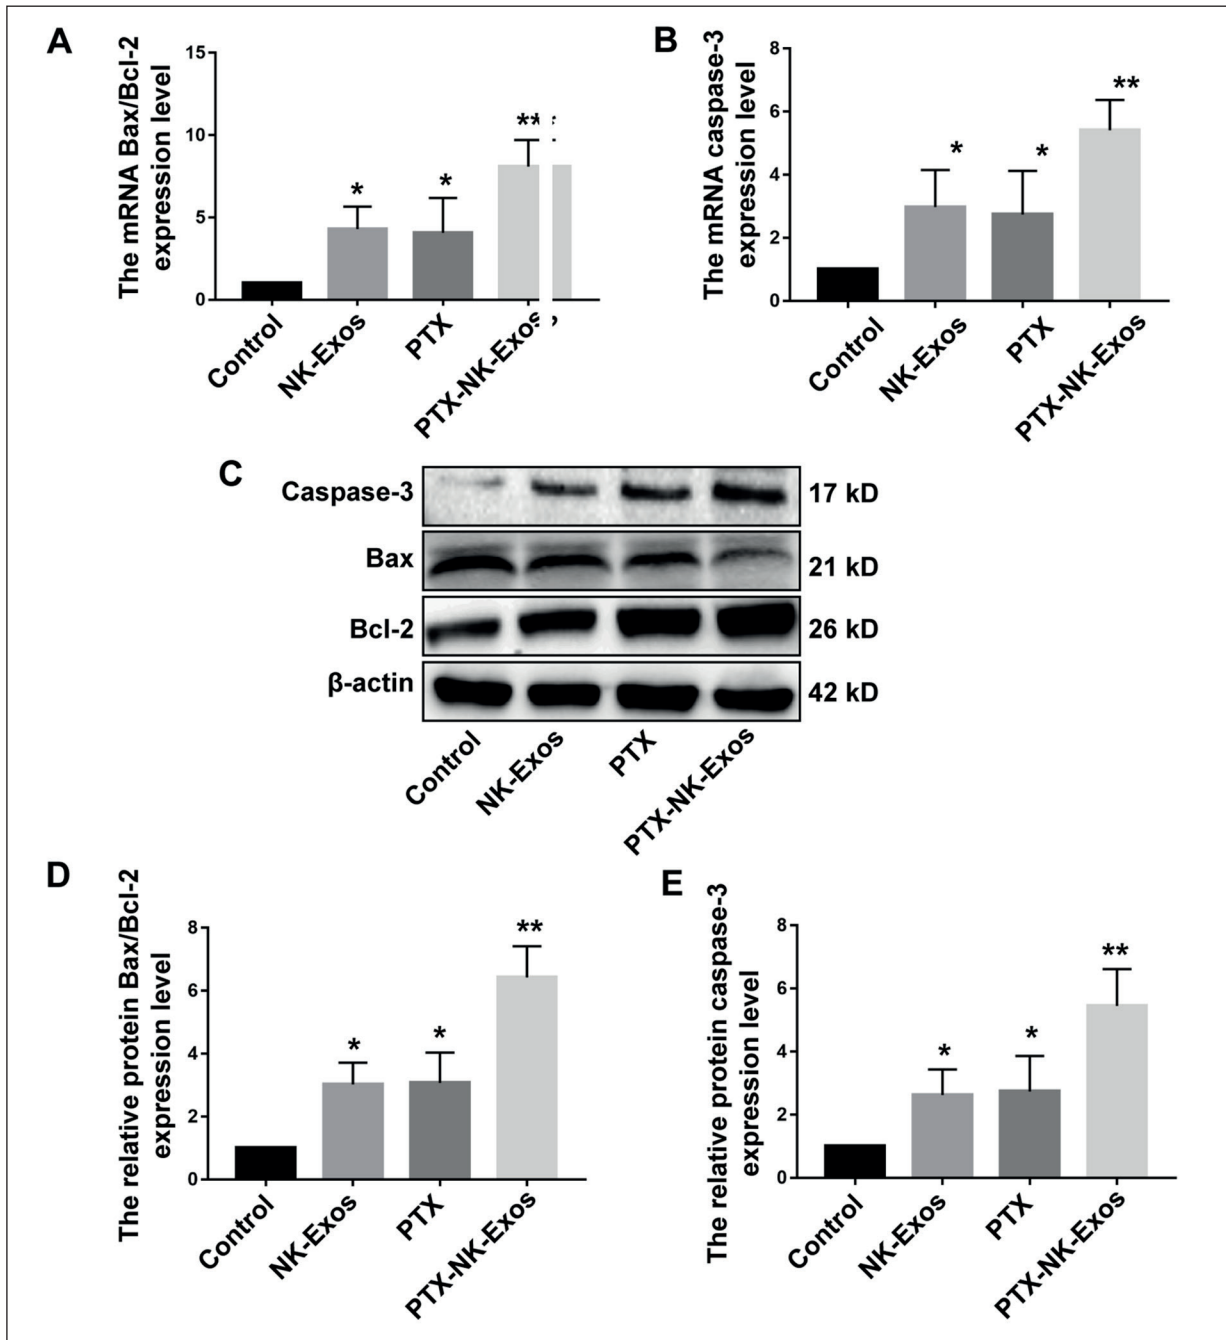 A
The mRNA Bax/Bcl-2
expression level
15
10
5
0
*
*
**
Control
NK-Exos
PTX
PTX-NK-Exos
B
The mRNA caspase-3
expression level
8
6
4
2
0
*
*
**
Control
NK-Exos
PTX
PTX-NK-Exos
C
Caspase-3
17 kD
Bax
21 kD
Bcl-2
26 kD
β-actin
42 kD
Control
NK-Exos
PTX
PTX-NK-Exos
D
The relative protein Bax/Bcl-2
expression level
8
6
4
2
0
*
*
**
Control
NK-Exos
PTX
PTX-NK-Exos
E
The relative protein caspase-3
expression level
8
6
4
2
0
*
*
**
Control
NK-Exos
PTX
PTX-NK-Exos